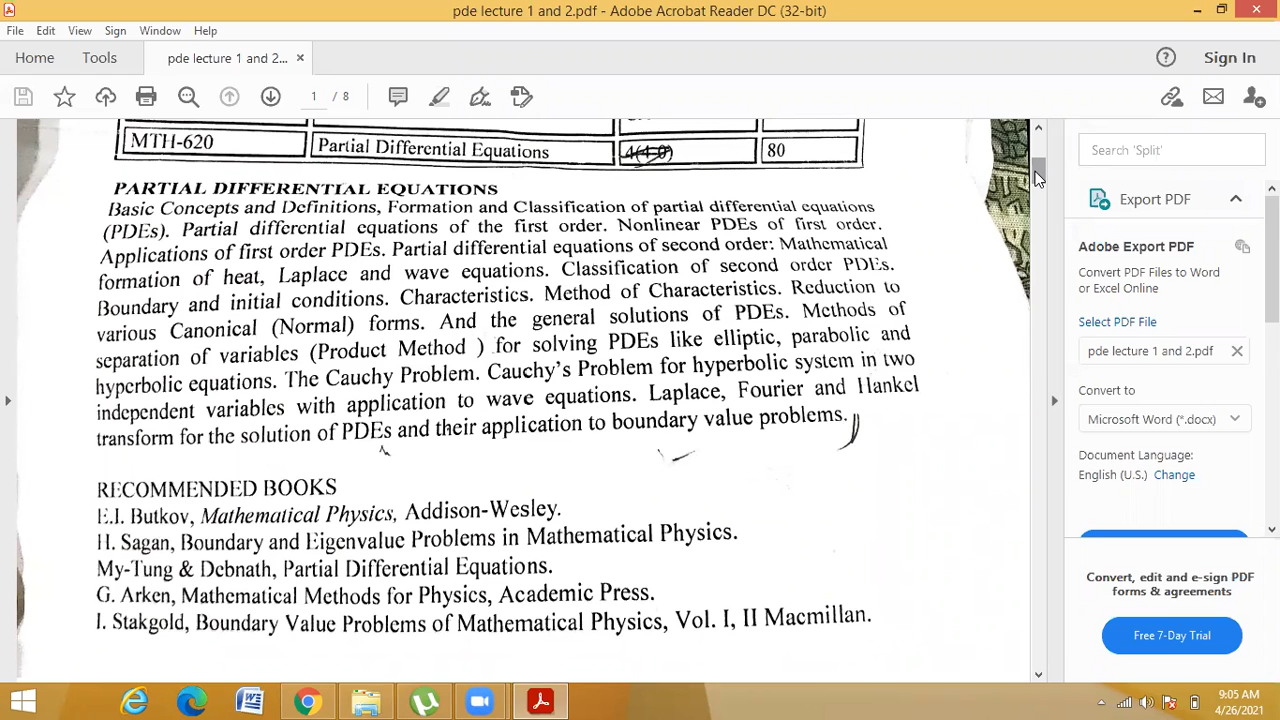 pde lecture 1 and 2.pdf - Adobe Acrobat Reader DC (32-bit)
File Edit View Sign Window Help
Home Tools pde lecture 1 and 2... × Sign In
1 / 8
MTH-620 Partial Differential Equations 4(4-0) 80
PARTIAL DIFFERENTIAL EQUATIONS
Basic Concepts and Definitions, Formation and Classification of partial differential equations
(PDEs). Partial differential equations of the first order. Nonlinear PDEs of first order.
Applications of first order PDEs. Partial differential equations of second order: Mathematical
formation of heat, Laplace and wave equations. Classification of second order PDEs.
Boundary and initial conditions. Characteristics. Method of Characteristics. Reduction to
various Canonical (Normal) forms. And the general solutions of PDEs. Methods of
separation of variables (Product Method ) for solving PDEs like elliptic, parabolic and
hyperbolic equations. The Cauchy Problem. Cauchy's Problem for hyperbolic system in two
independent variables with application to wave equations. Laplace, Fourier and Hankel
transform for the solution of PDEs and their application to boundary value problems.
RECOMMENDED BOOKS
E.I. Butkov, Mathematical Physics, Addison-Wesley.
H. Sagan, Boundary and Eigenvalue Problems in Mathematical Physics.
My-Tung & Debnath, Partial Differential Equations.
G. Arken, Mathematical Methods for Physics, Academic Press.
I. Stakgold, Boundary Value Problems of Mathematical Physics, Vol. I, II Macmillan.
Search 'Split'
Export PDF
Adobe Export PDF
Convert PDF Files to Word
or Excel Online
Select PDF File
pde lecture 1 and 2.pdf ×
Convert to
Microsoft Word (*.docx)
Document Language:
English (U.S.) Change
Convert, edit and e-sign PDF
forms & agreements
Free 7-Day Trial
9:05 AM
4/26/2021